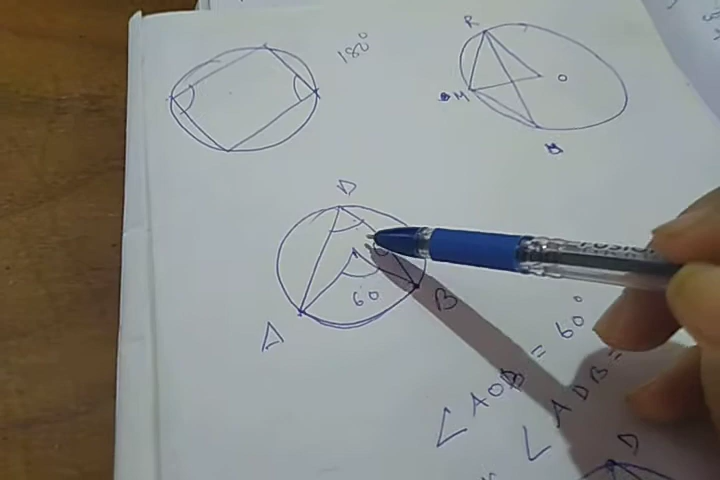 180°
R
O
M
D
60
A
B
∠AOB = 60°
∠ADB =
D